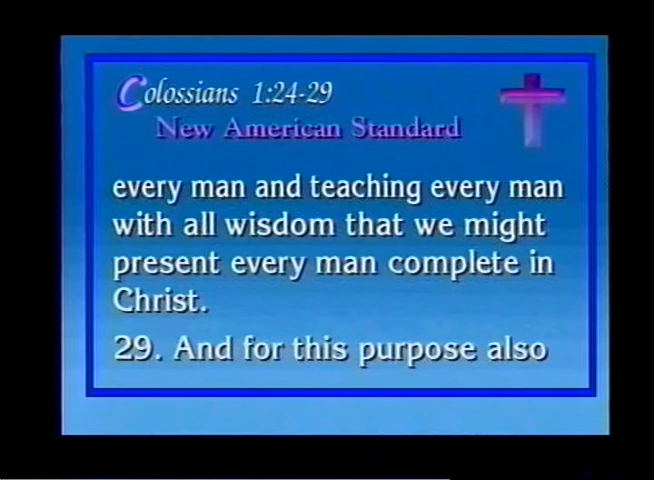 Colossians 1:24-29
New American Standard
every man and teaching every man
with all wisdom that we might
present every man complete in
Christ.
29. And for this purpose also